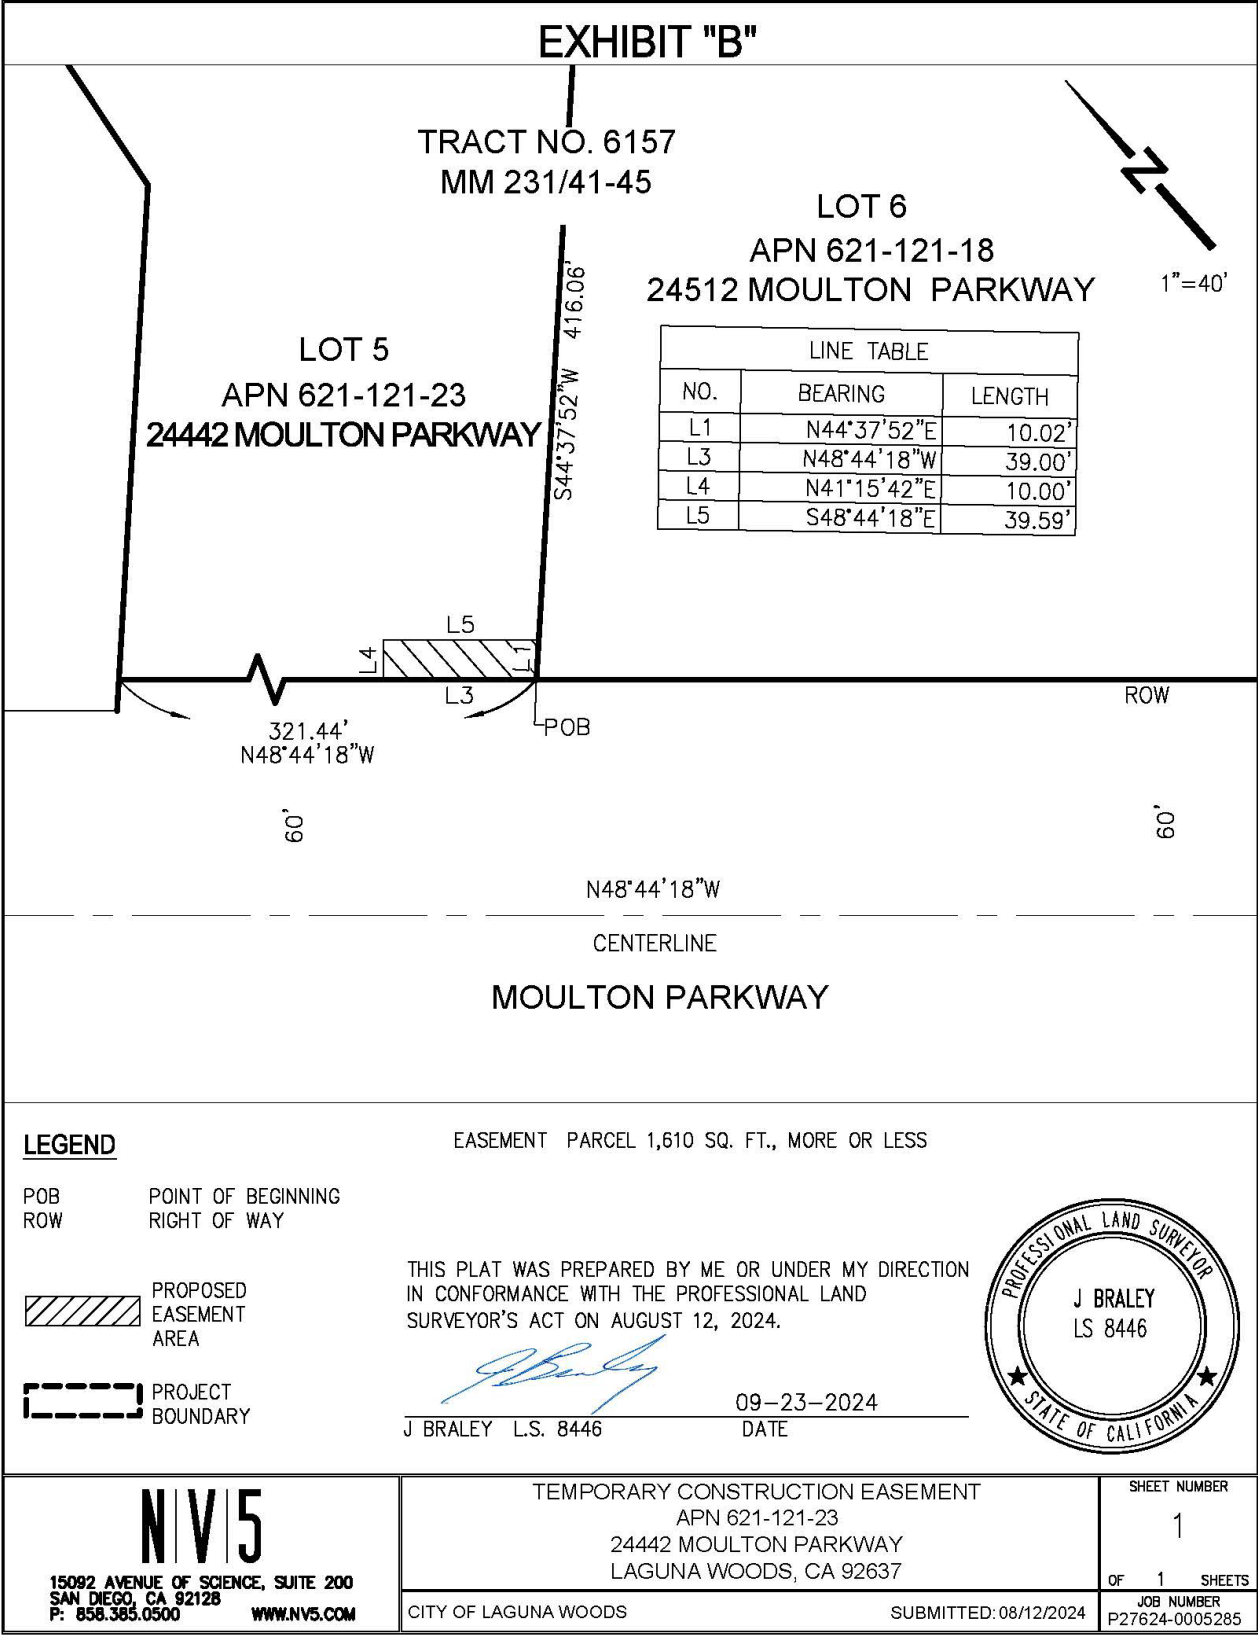 EXHIBIT "B"
TRACT NO. 6157
MM 231/41-45
LOT 6
APN 621-121-18
24512 MOULTON PARKWAY
1"=40'
N
LOT 5
APN 621-121-23
24442 MOULTON PARKWAY
S44°37'52"W 416.06'
LINE TABLE
NO. BEARING LENGTH
L1 N44°37'52"E 10.02'
L3 N48°44'18"W 39.00'
L4 N41°15'42"E 10.00'
L5 S48°44'18"E 39.59'
L5
L4
L1
L3
ROW
POB
321.44'
N48°44'18"W
60'
60'
N48°44'18"W
CENTERLINE
MOULTON PARKWAY
LEGEND
POB POINT OF BEGINNING
ROW RIGHT OF WAY
PROPOSED
EASEMENT
AREA
PROJECT
BOUNDARY
EASEMENT PARCEL 1,610 SQ. FT., MORE OR LESS
THIS PLAT WAS PREPARED BY ME OR UNDER MY DIRECTION
IN CONFORMANCE WITH THE PROFESSIONAL LAND
SURVEYOR'S ACT ON AUGUST 12, 2024.
J Braley
09-23-2024
J BRALEY L.S. 8446 DATE
PROFESSIONAL LAND SURVEYOR
J BRALEY
LS 8446
STATE OF CALIFORNIA
N|V|5
15092 AVENUE OF SCIENCE, SUITE 200
SAN DIEGO, CA 92128
P: 858.385.0500 WWW.NV5.COM
TEMPORARY CONSTRUCTION EASEMENT
APN 621-121-23
24442 MOULTON PARKWAY
LAGUNA WOODS, CA 92637
CITY OF LAGUNA WOODS SUBMITTED: 08/12/2024
SHEET NUMBER
1
OF 1 SHEETS
JOB NUMBER
P27624-0005285